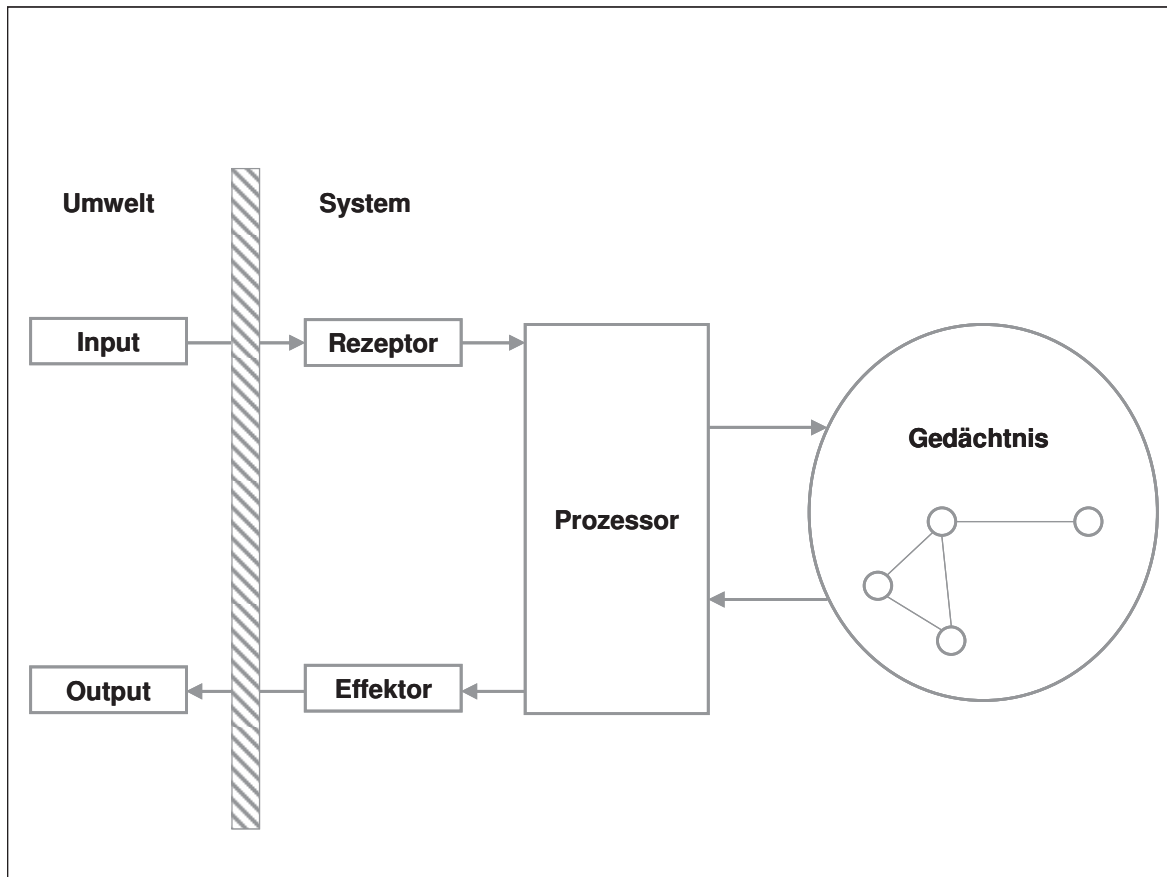 Umwelt
System
Input
Rezeptor
Gedächtnis
Prozessor
Output
Effektor